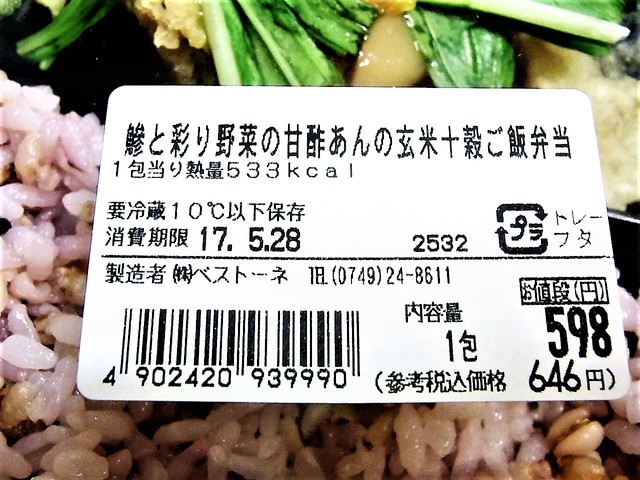 鯵と彩り野菜の甘酢あんの玄米十穀ご飯弁当
1包当り熱量533kcal
要冷蔵10℃以下保存
消費期限 17. 5.28 2532
プラ トレー
フタ
製造者 ㈱ベストーネ ℡(0749)24-8611
お値段(円)
内容量 598
1包
4 902420 939990 (参考税込価格 646円)